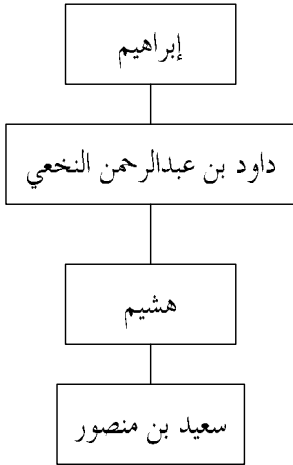 إبراهيم
داود بن عبدالرحمن النخعي
هشيم
سعيد بن منصور